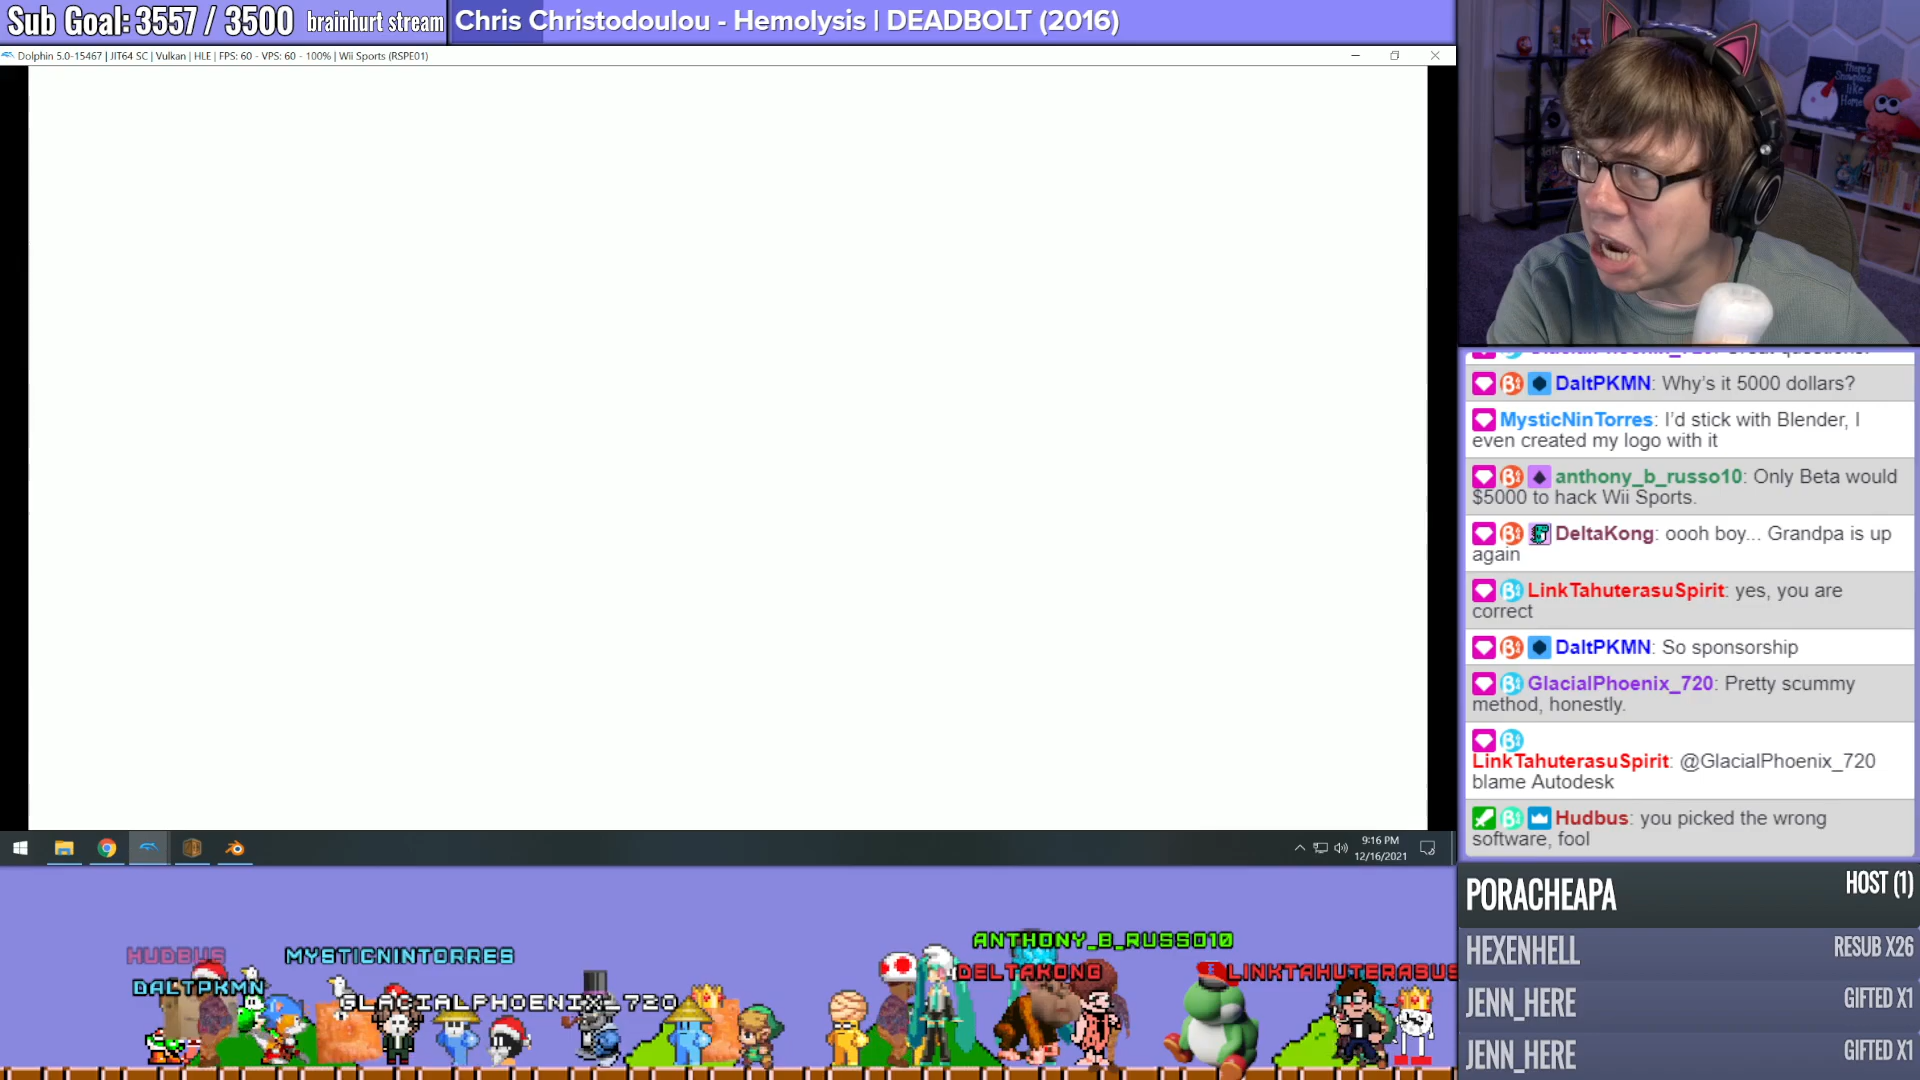 Sub Goal: 3557 / 3500 brainhurt stream
Chris Christodoulou - Hemolysis | DEADBOLT (2016)
Dolphin 5.0-15467 | JIT64 SC | Vulkan | HLE | FPS: 60 - VPS: 60 - 100% | Wii Sports (RSPE01)
There's Snowplace like Home
DaltPKMN: Why's it 5000 dollars?
MysticNinTorres: I'd stick with Blender, I
even created my logo with it
anthony_b_russo10: Only Beta would
$5000 to hack Wii Sports.
DeltaKong: oooh boy... Grandpa is up
again
LinkTahuterasuSpirit: yes, you are
correct
DaltPKMN: So sponsorship
GlacialPhoenix_720: Pretty scummy
method, honestly.
LinkTahuterasuSpirit: @GlacialPhoenix_720
blame Autodesk
Hudbus: you picked the wrong
software, fool
9:16 PM
12/16/2021
PORACHEAPA HOST (1)
HEXENHELL RESUB X26
JENN_HERE GIFTED X1
JENN_HERE GIFTED X1
HUDBUS
MYSTICNINTORRES
DALTPKMN
GLACIALPHOENIX_720
ANTHONY_B_RUSSO10
DELTAKONG
LINKTAHUTERASUS